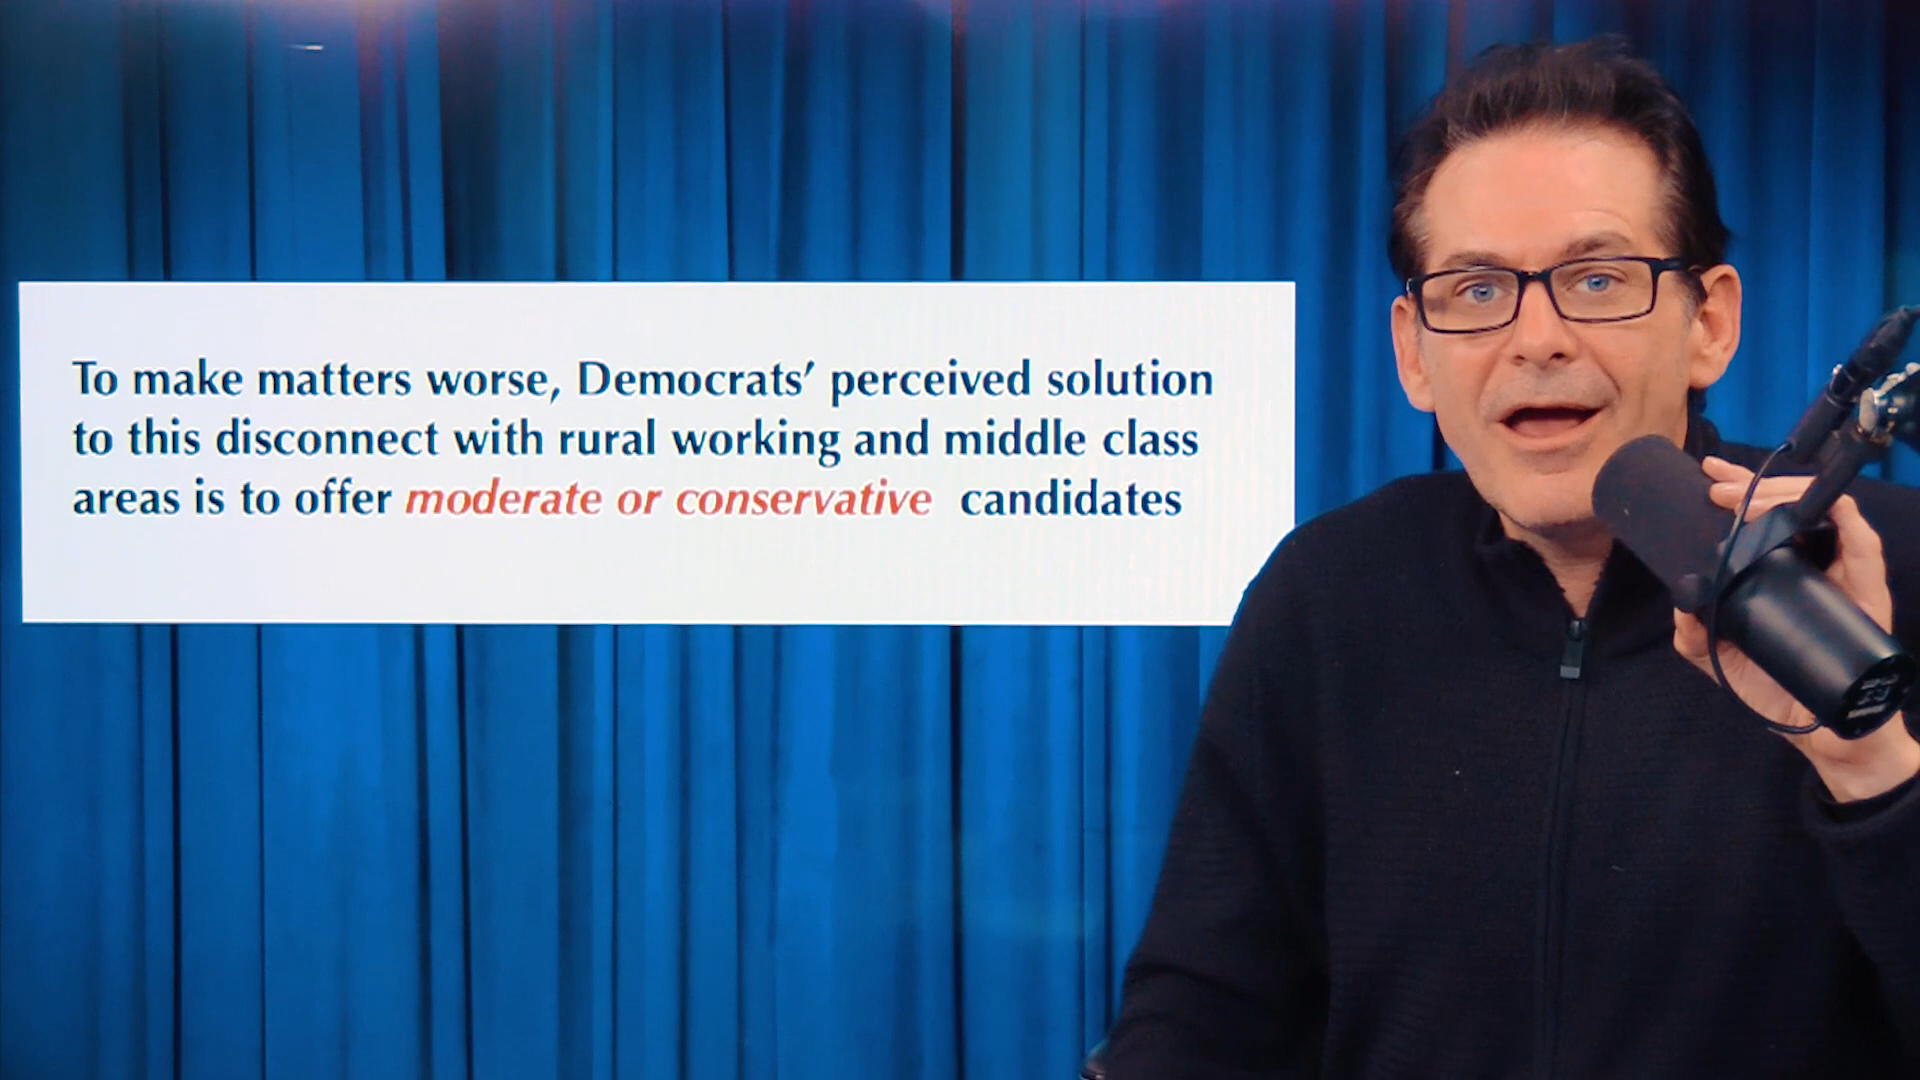 To make matters worse, Democrats’ perceived solution
to this disconnect with rural working and middle class
areas is to offer moderate or conservative candidates